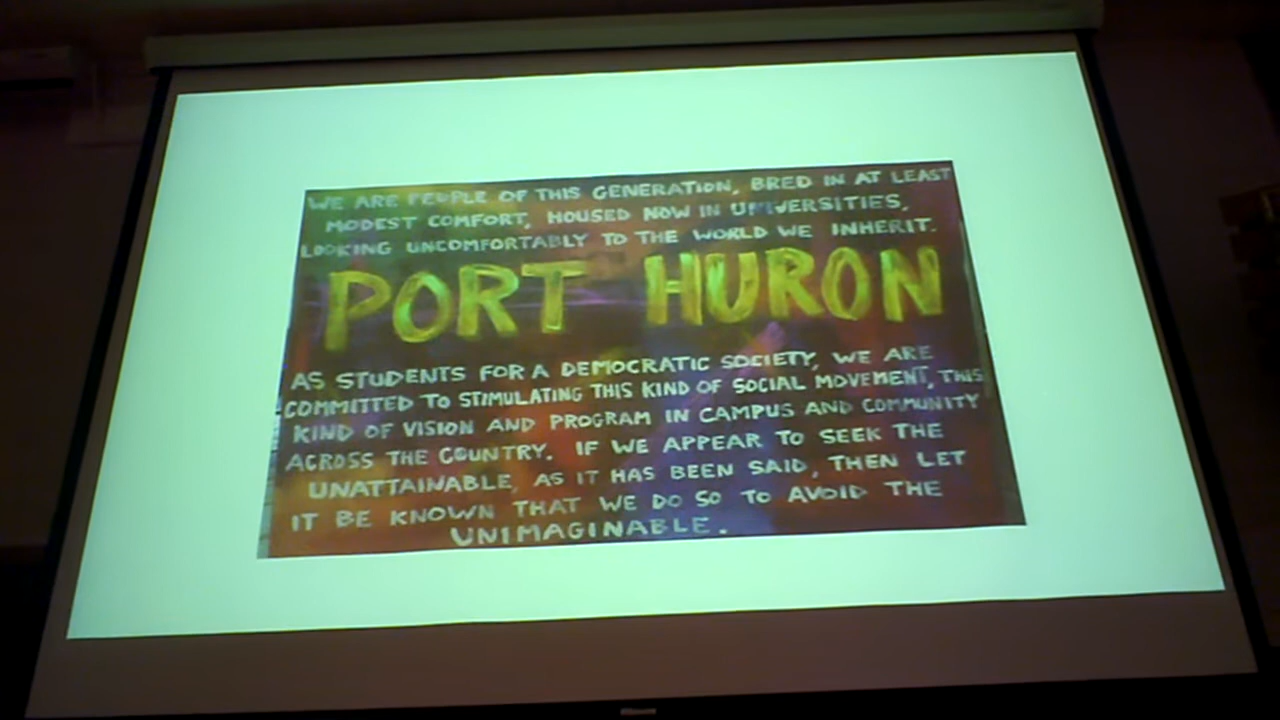 WE ARE PEOPLE OF THIS GENERATION, BRED IN AT LEAST
MODEST COMFORT, HOUSED NOW IN UNIVERSITIES,
LOOKING UNCOMFORTABLY TO THE WORLD WE INHERIT.
PORT HURON
AS STUDENTS FOR A DEMOCRATIC SOCIETY, WE ARE
COMMITTED TO STIMULATING THIS KIND OF SOCIAL MOVEMENT, THIS
KIND OF VISION AND PROGRAM IN CAMPUS AND COMMUNITY
ACROSS THE COUNTRY. IF WE APPEAR TO SEEK THE
UNATTAINABLE, AS IT HAS BEEN SAID, THEN LET
IT BE KNOWN THAT WE DO SO TO AVOID THE
UNIMAGINABLE.